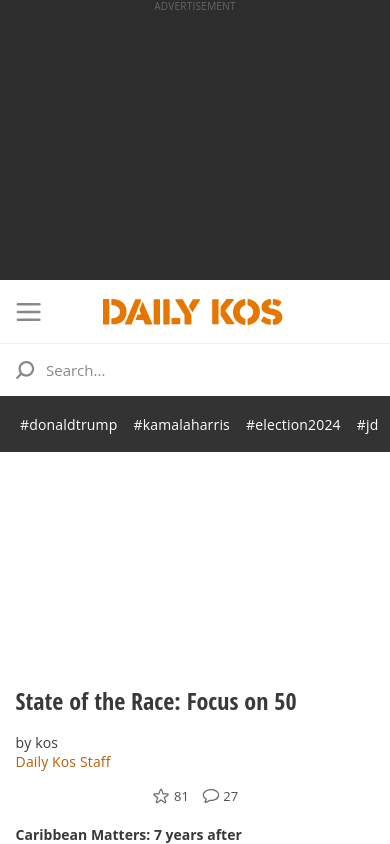 ADVERTISEMENT
DAILY KOS
Search...
#donaldtrump #kamalaharris #election2024 #jd
State of the Race: Focus on 50
by kos
Daily Kos Staff
81 27
Caribbean Matters: 7 years after